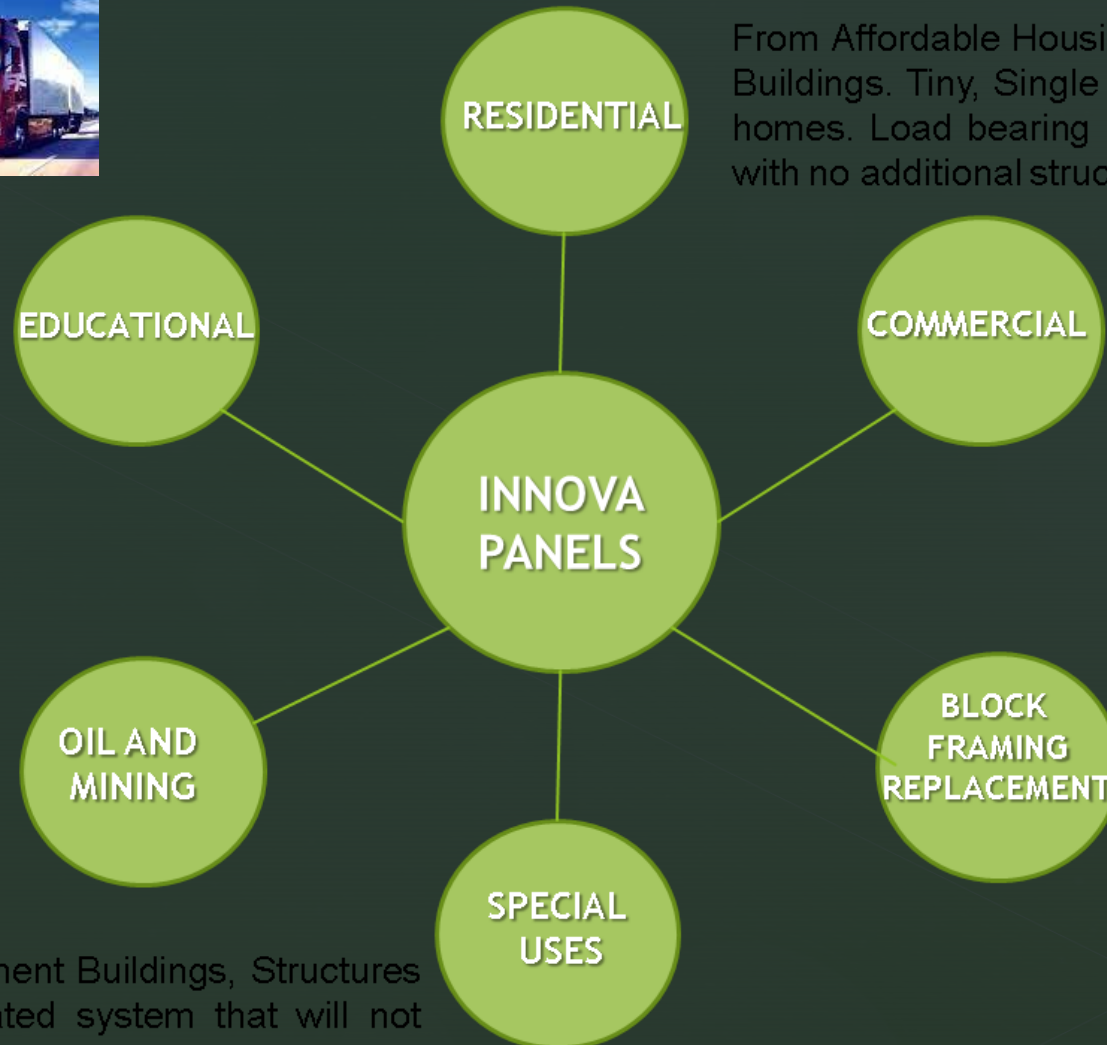 From Affordable Housi
Buildings. Tiny, Single
homes. Load bearing
with no additional struc
RESIDENTIAL
EDUCATIONAL
COMMERCIAL
INNOVA
PANELS
OIL AND
MINING
BLOCK
FRAMING
REPLACEMENT
SPECIAL
USES
nent Buildings, Structures
ated system that will not